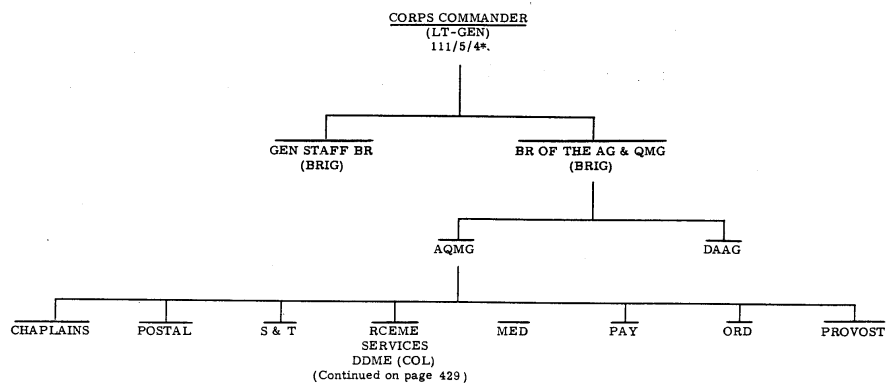 CORPS COMMANDER
(LT-GEN)
111/5/4*.
GEN STAFF BR
(BRIG)
BR OF THE AG & QMG
(BRIG)
AQMG
DAAG
CHAPLAINS
POSTAL
S & T
RCEME
SERVICES
DDME (COL)
(Continued on page 429)
MED
PAY
ORD
PROVOST